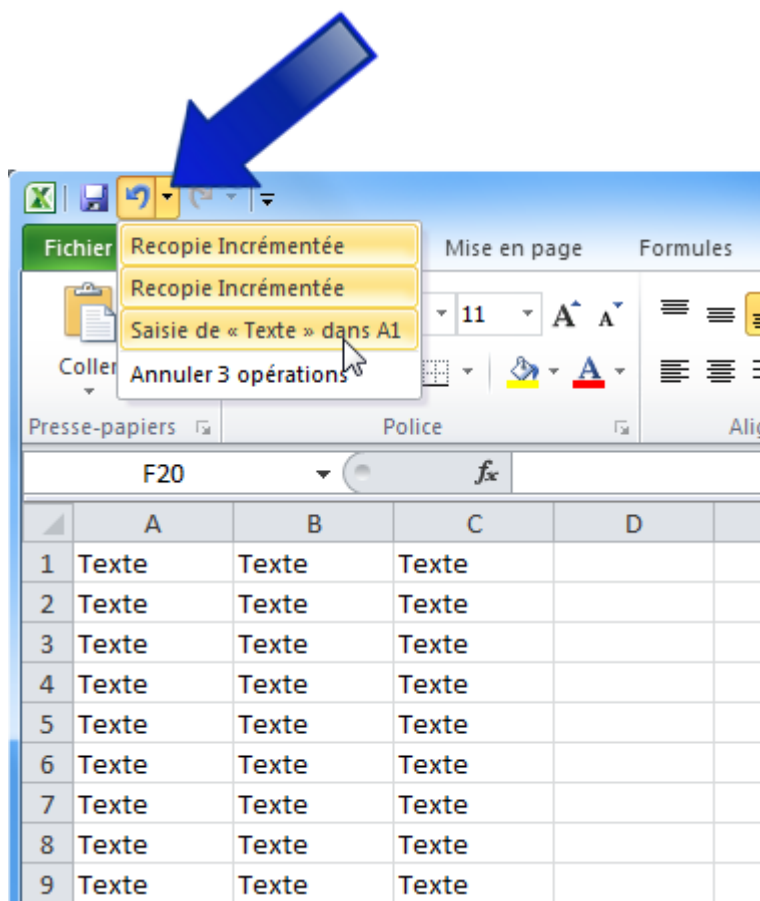 Fichier
Mise en page
Formules
Recopie Incrémentée
Recopie Incrémentée
Saisie de « Texte » dans A1
Annuler 3 opérations
Coller
11
A A
A
Presse-papiers
Police
F20
fx
A B C D
1 Texte Texte Texte
2 Texte Texte Texte
3 Texte Texte Texte
4 Texte Texte Texte
5 Texte Texte Texte
6 Texte Texte Texte
7 Texte Texte Texte
8 Texte Texte Texte
9 Texte Texte Texte